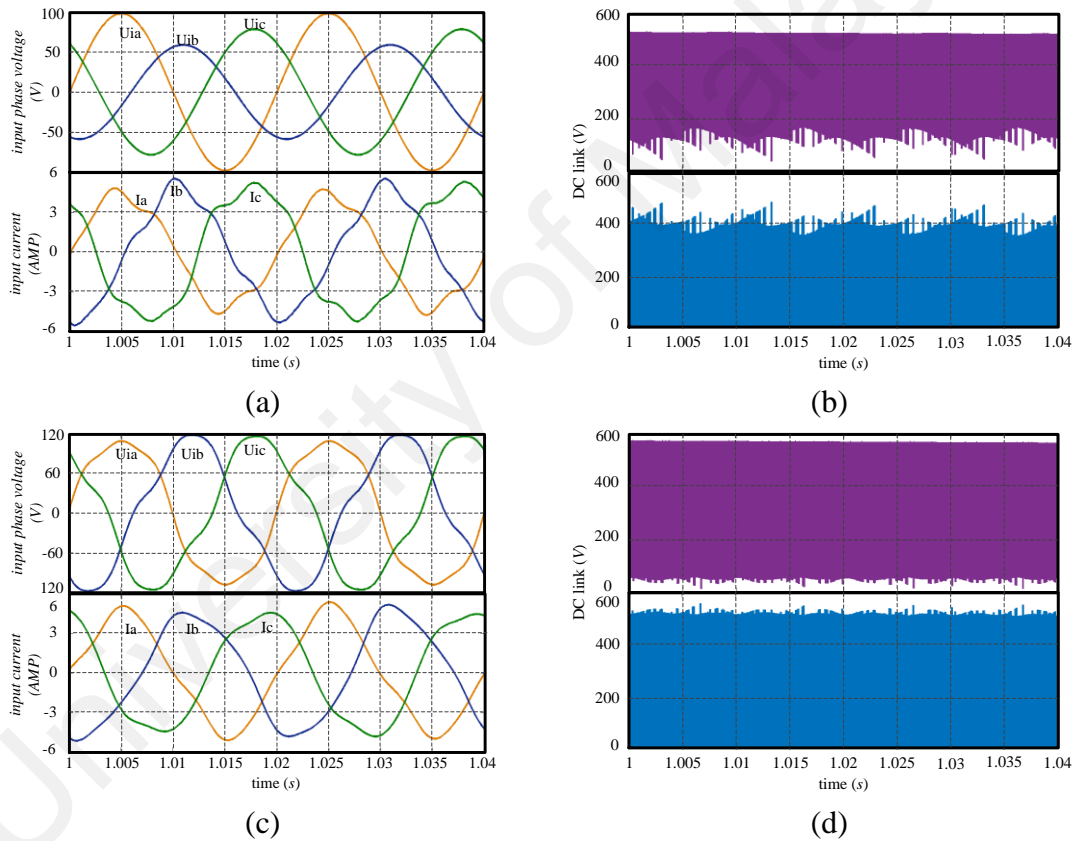 100
50
0
-50
100
input phase voltage
(V)
Uia
Uib
Uic
6
3
0
-3
-6
input current
(AMP)
Ia
Ib
Ic
1 1.005 1.01 1.015 1.02 1.025 1.03 1.035 1.04
time (s)
(a)
600
400
200
0
600
400
200
0
DC link (V)
1 1.005 1.01 1.015 1.02 1.025 1.03 1.035 1.04
time (s)
(b)
120
60
0
-60
120
input phase voltage
(V)
Uia
Uib
Uic
6
3
0
-3
-6
input current
(AMP)
Ia
Ib
Ic
1 1.005 1.01 1.015 1.02 1.025 1.03 1.035 1.04
time (s)
(c)
600
400
200
0
600
400
200
0
DC link (V)
1 1.005 1.01 1.015 1.02 1.025 1.03 1.035 1.04
time (s)
(d)
University of Malay